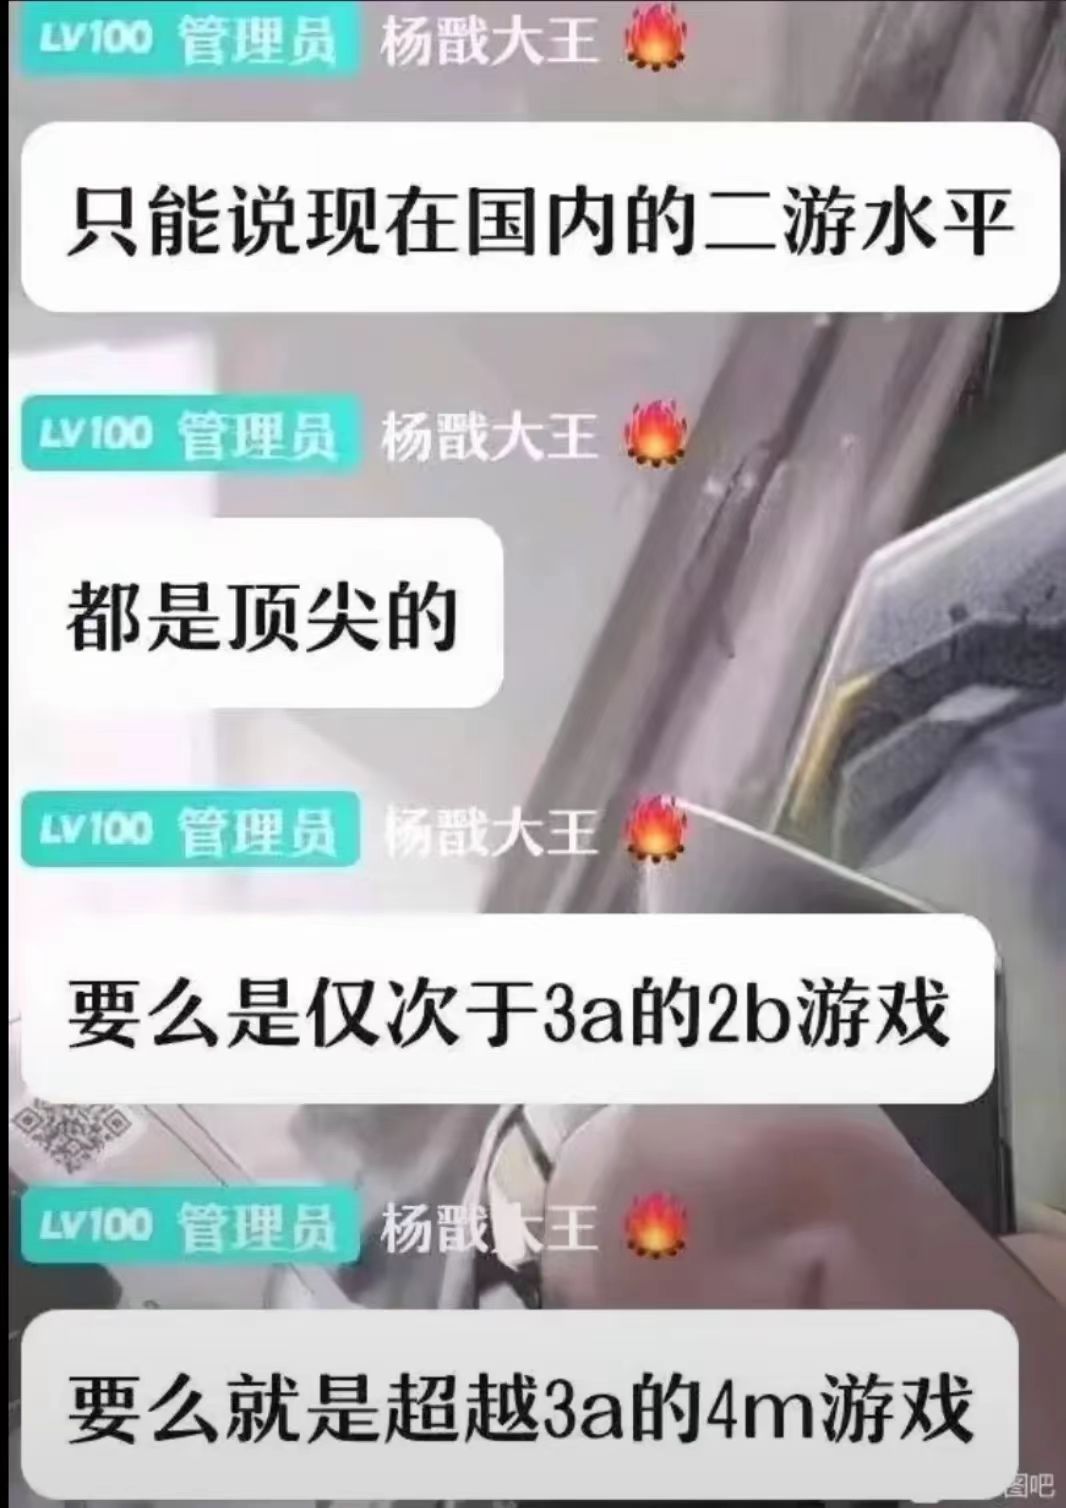 LV100 管理员 杨戬大王
只能说现在国内的二游水平
LV100 管理员 杨戬大王
都是顶尖的
LV100 管理员 杨戬大王
要么是仅次于3a的2b游戏
LV100 管理员 杨戬大王
要么就是超越3a的4m游戏
图吧